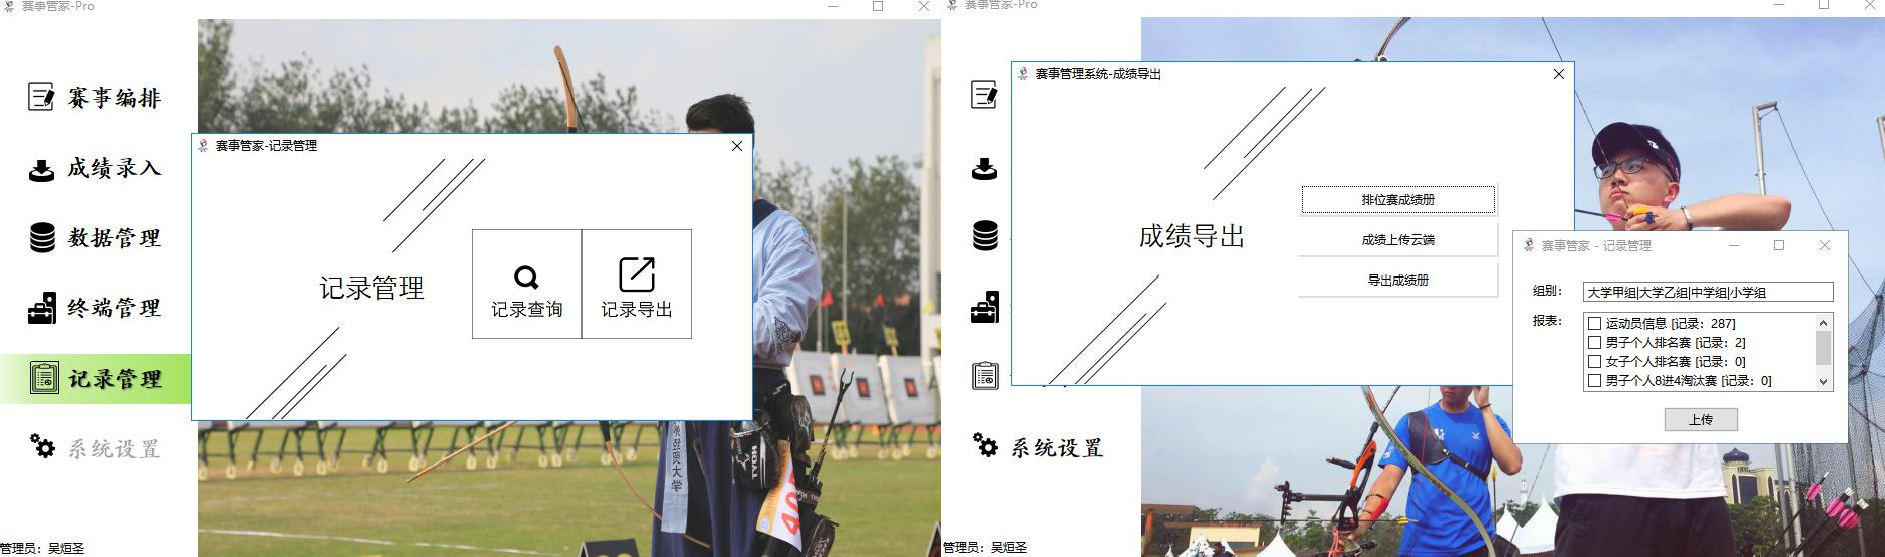 赛事管家-Pro
赛事编排
成绩录入
数据管理
终端管理
记录管理
系统设置
管理员：吴烜圣
赛事管家-记录管理
记录管理
记录查询
记录导出
赛事管家-Pro
系统设置
管理员：吴烜圣
赛事管理系统-成绩导出
成绩导出
排位赛成绩册
成绩上传云端
导出成绩册
赛事管家 - 记录管理
组别：
大学甲组|大学乙组|中学组|小学组
报表：
运动员信息 [记录：287]
男子个人排名赛 [记录：2]
女子个人排名赛 [记录：0]
男子个人8进4淘汰赛 [记录：0]
上传